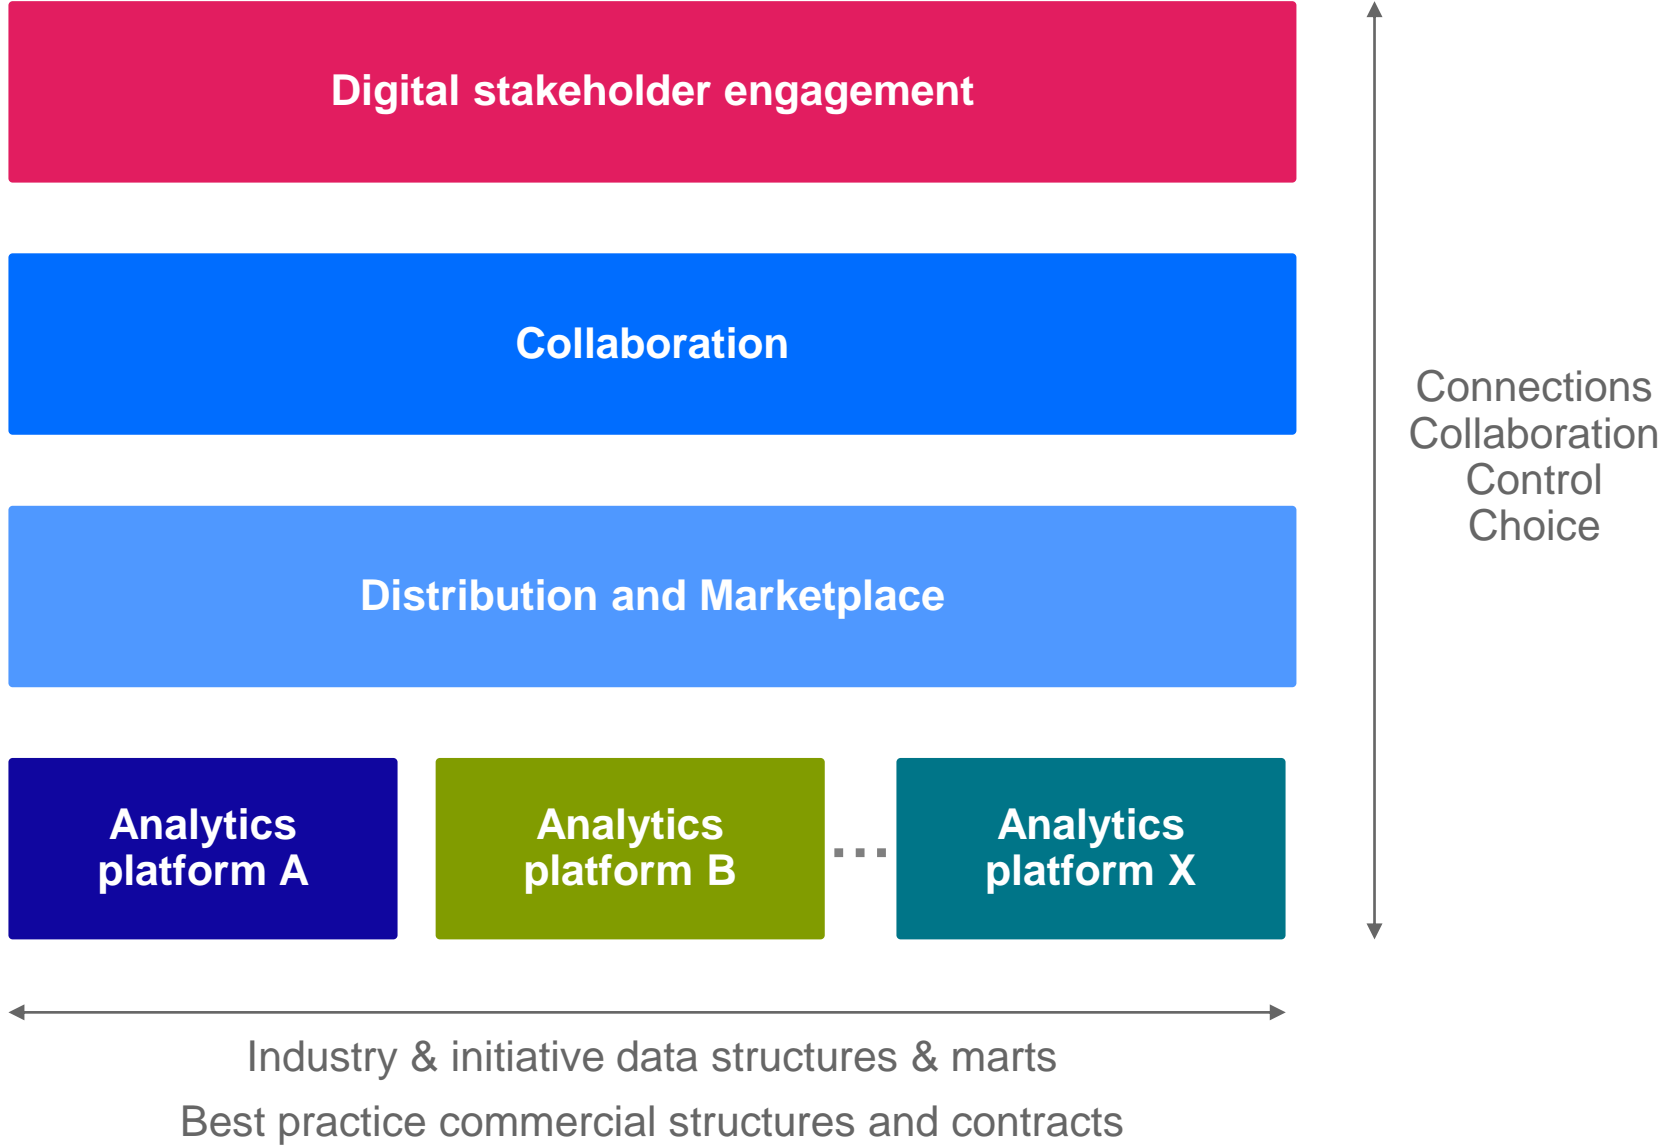 Digital stakeholder engagement
Collaboration
Connections
Collaboration
Control
Choice
Distribution and Marketplace
Analytics
platform A
Analytics
platform B
...
Analytics
platform X
Industry & initiative data structures & marts
Best practice commercial structures and contracts